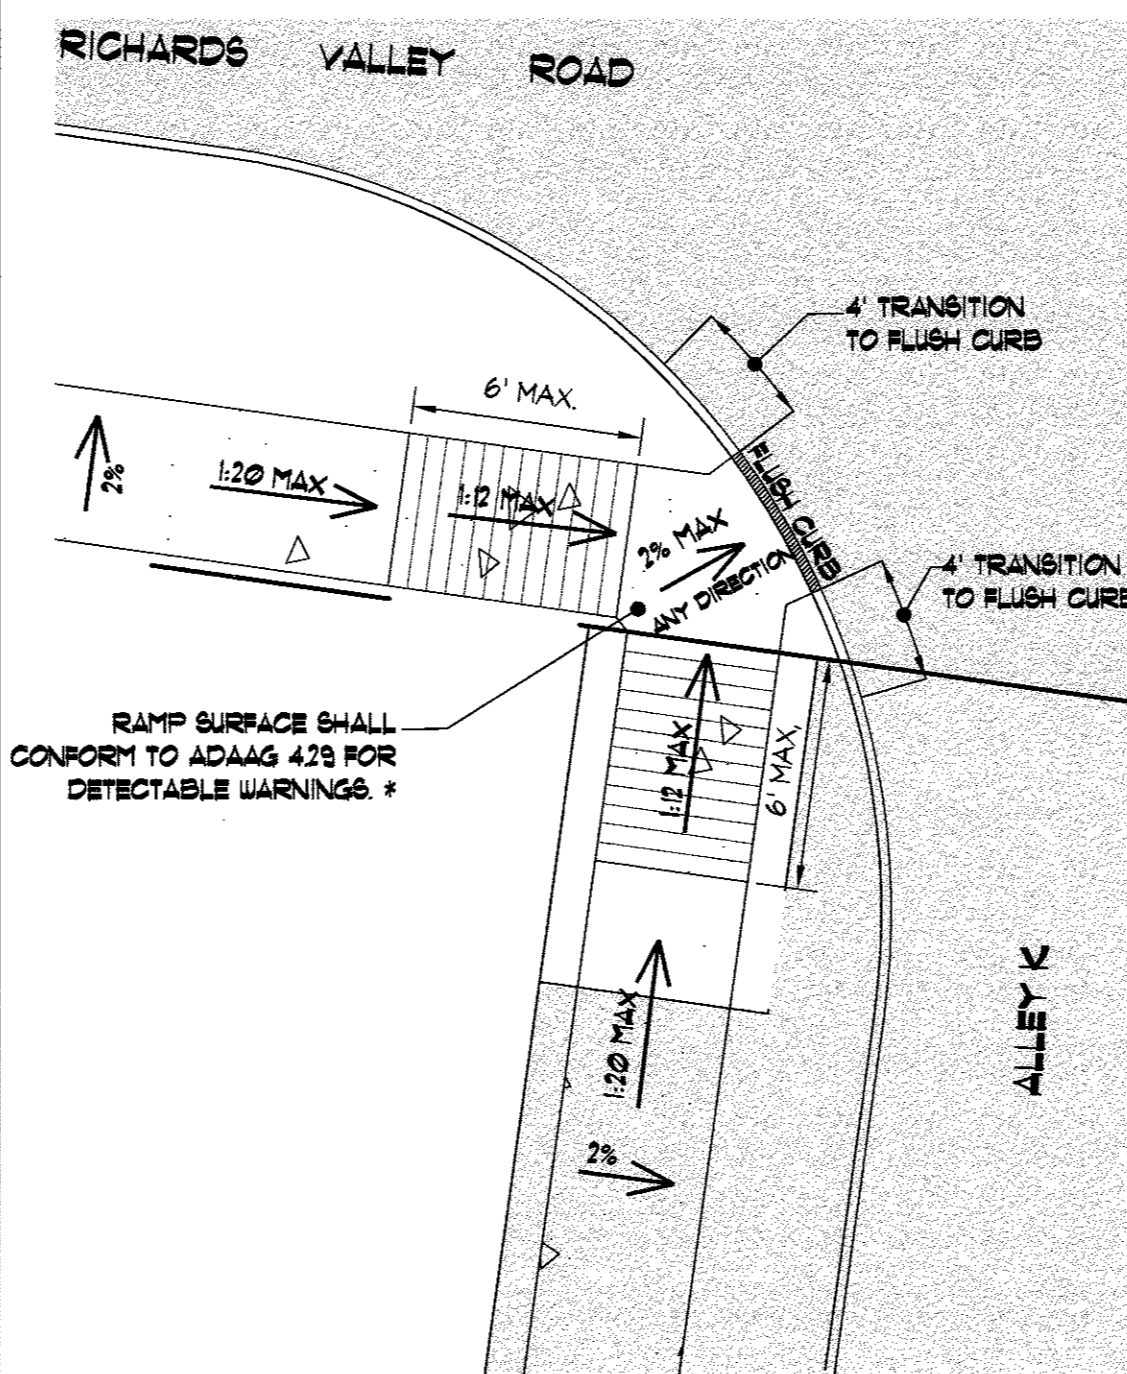 RICHARDS VALLEY ROAD
4' TRANSITION
TO FLUSH CURB
6' MAX.
FLUSH CURB
2%
1:20 MAX
1:12 MAX
2% MAX
ANY DIRECTION
4' TRANSITION
TO FLUSH CURB
RAMP SURFACE SHALL
CONFORM TO ADAAG 4.29 FOR
DETECTABLE WARNINGS. *
1:12 MAX
6' MAX.
1:20 MAX
ALLEY K
2%